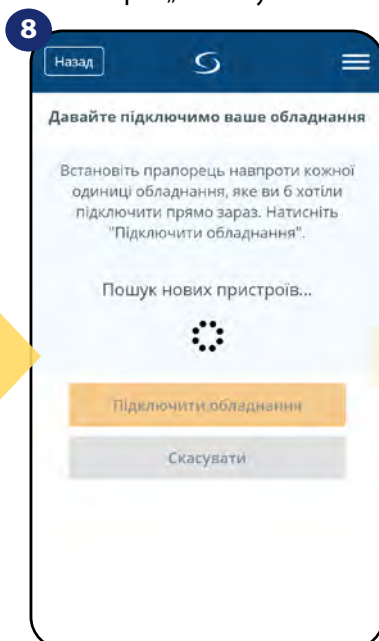 8
Назад
Давайте підключимо ваше обладнання
Встановіть прапорець навпроти кожної
одиниці обладнання, яке ви б хотіли
підключити прямо зараз. Натисніть
"Підключити обладнання".
Пошук нових пристроїв...
Підключити обладнання
Скасувати